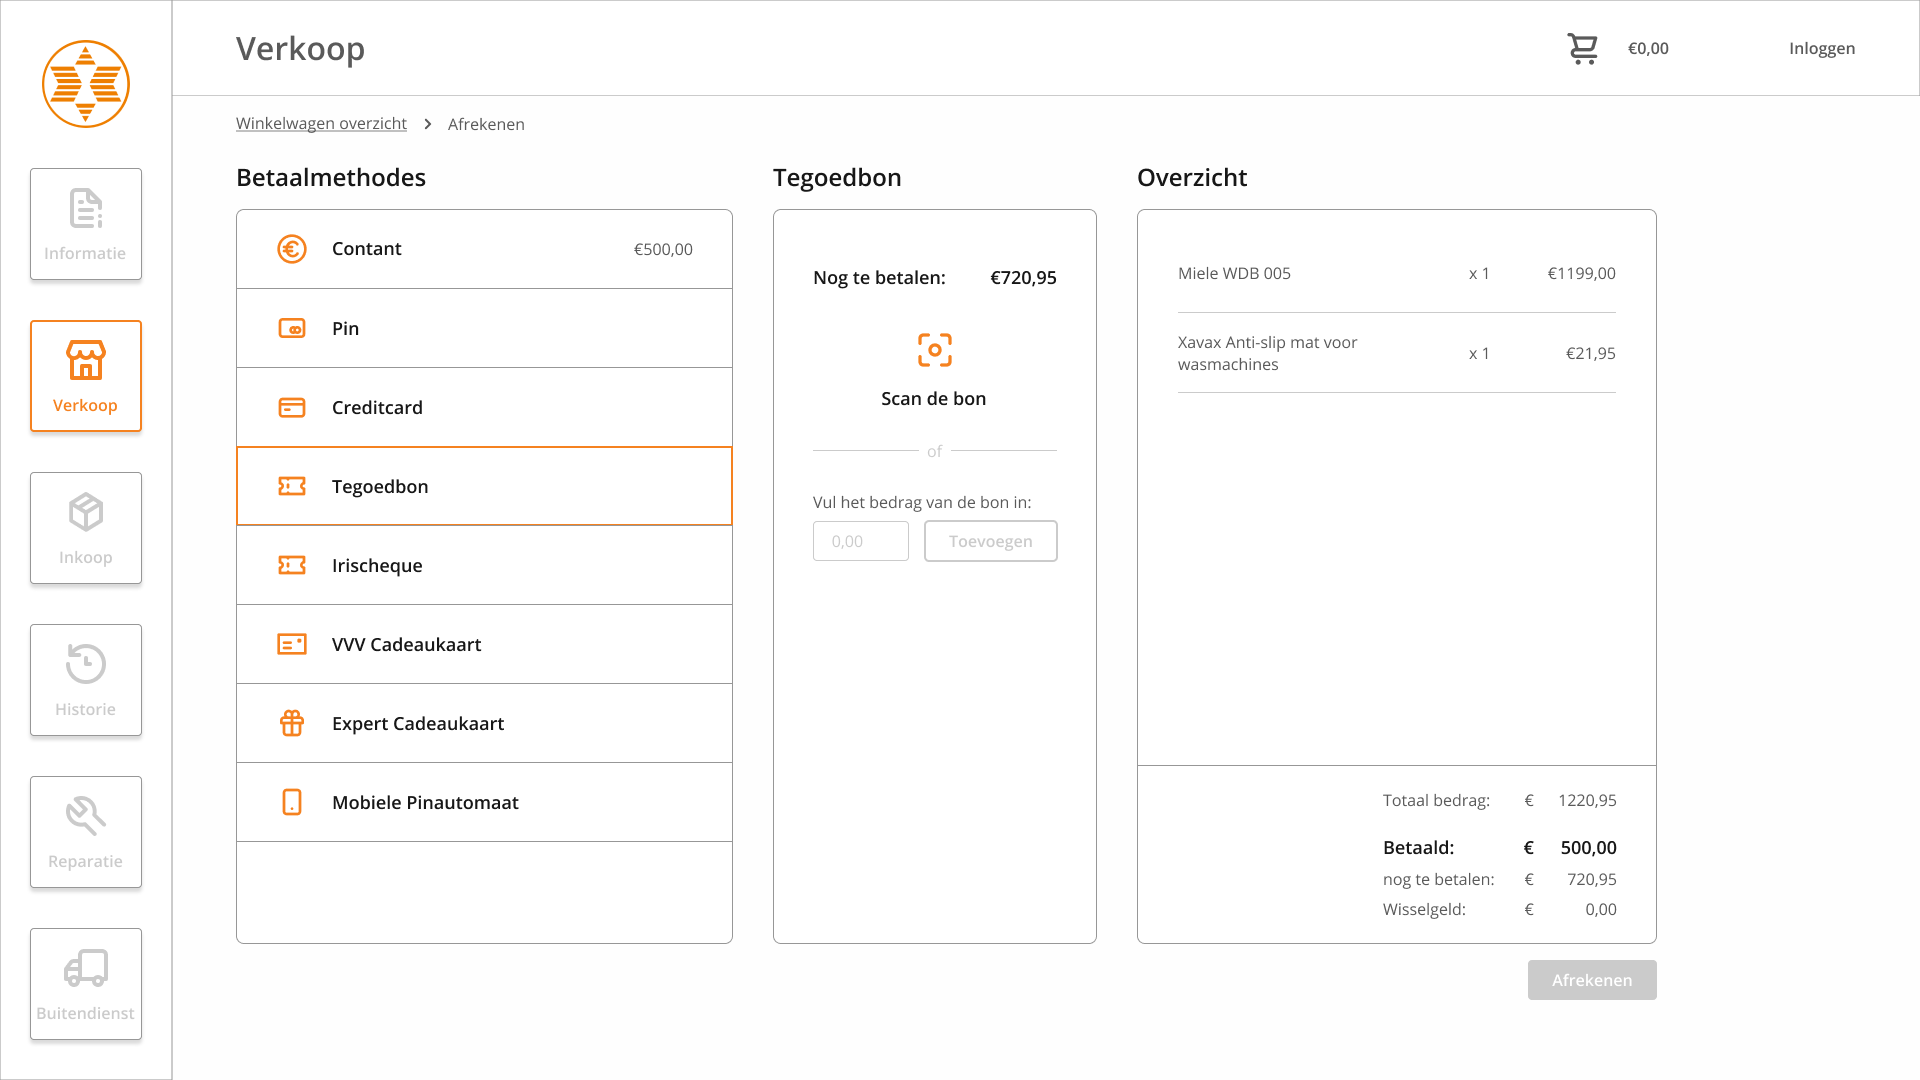 Verkoop
€0,00
Inloggen
Winkelwagen overzicht
Afrekenen
Informatie
Verkoop
Inkoop
Historie
Reparatie
Buitendienst
Betaalmethodes
Contant €500,00
Pin
Creditcard
Tegoedbon
Irischeque
VVV Cadeaukaart
Expert Cadeaukaart
Mobiele Pinautomaat
Tegoedbon
Nog te betalen: €720,95
Scan de bon
of
Vul het bedrag van de bon in:
0,00 Toevoegen
Overzicht
Miele WDB 005 x 1 €1199,00
Xavax Anti-slip mat voor
wasmachines x 1 €21,95
Totaal bedrag: € 1220,95
Betaald: € 500,00
nog te betalen: € 720,95
Wisselgeld: € 0,00
Afrekenen